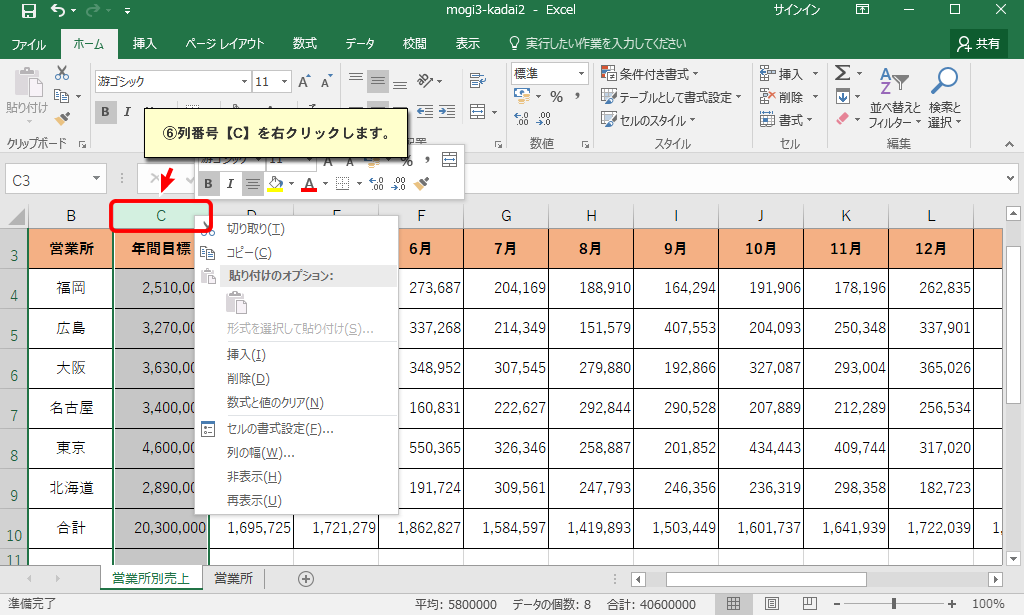 mogi3-kadai2 - Excel サインイン
ファイル ホーム 挿入 ページ レイアウト 数式 データ 校閲 表示 実行したい作業を入力してください 共有
游ゴシック 11 標準 条件付き書式 挿入 Σ
貼り付け B I % , テーブルとして書式設定 削除 並べ替えと 検索と
セルのスタイル 書式 フィルター 選択
クリップボード 数値 スタイル セル 編集
⑥列番号【C】を右クリックします。
C3
B I A
B C F G H I J K L
3 営業所 年間目標 6月 7月 8月 9月 10月 11月 12月
4 福岡 2,510,00 273,687 204,169 188,910 164,294 191,906 178,196 262,835
5 広島 3,270,00 337,268 214,349 151,579 407,553 204,093 250,348 337,901
6 大阪 3,630,00 348,952 307,545 279,880 192,866 327,087 293,004 365,026
7 名古屋 3,400,00 160,831 222,627 292,844 290,528 207,889 212,289 256,534
8 東京 4,600,00 550,365 326,346 258,887 201,852 434,443 409,744 317,020
9 北海道 2,890,00 191,724 309,561 247,793 246,356 236,319 298,358 182,723
10 合計 20,300,000 1,695,725 1,721,279 1,862,827 1,584,597 1,419,893 1,503,449 1,601,737 1,641,939 1,722,039 1,
11
切り取り(T)
コピー(C)
貼り付けのオプション:
形式を選択して貼り付け(S)...
挿入(I)
削除(D)
数式と値のクリア(N)
セルの書式設定(F)...
列の幅(W)...
非表示(H)
再表示(U)
営業所別売上 営業所
準備完了 平均: 5800000 データの個数: 8 合計: 40600000 100%